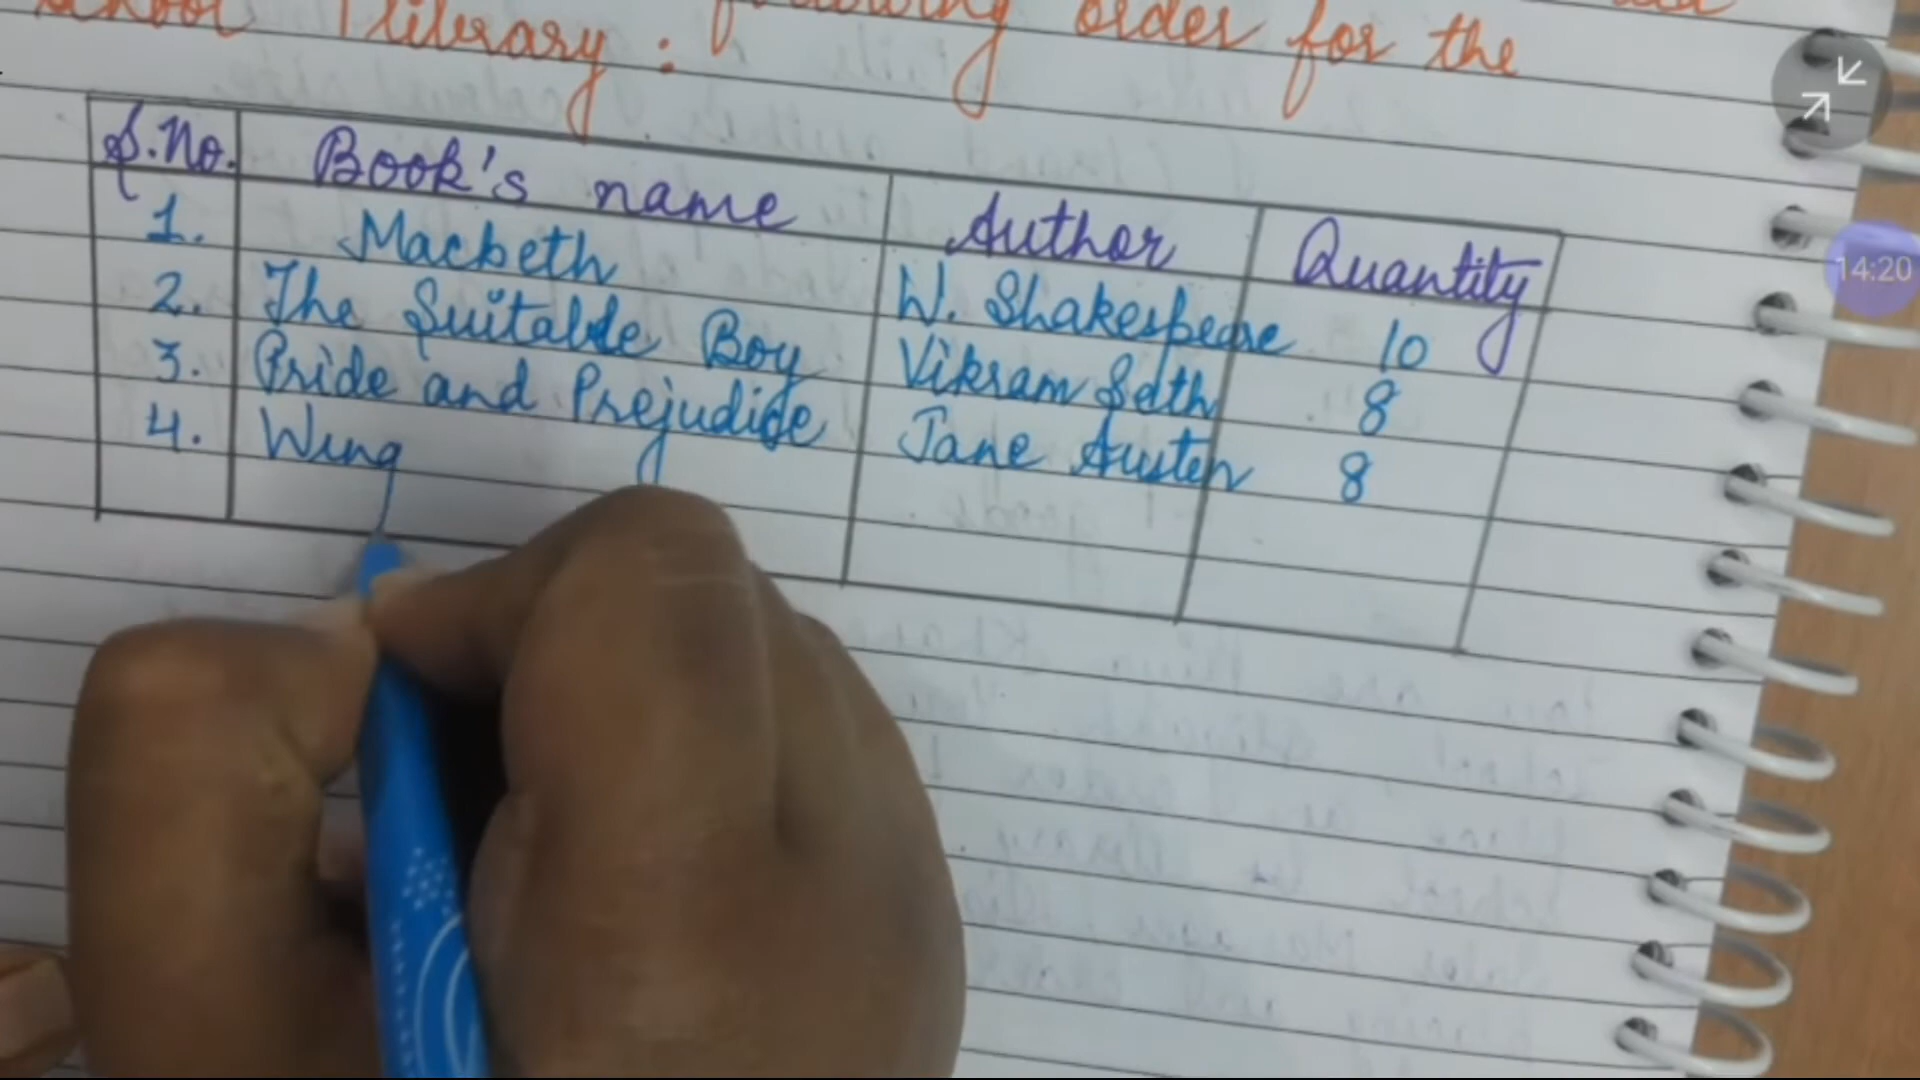 school library : following order for the
S.No. Book's name Author Quantity
1. Macbeth W. Shakespeare 10
2. The Suitable Boy Vikram Seth 8
3. Pride and Prejudice Jane Austen 8
4. Wing
14:20